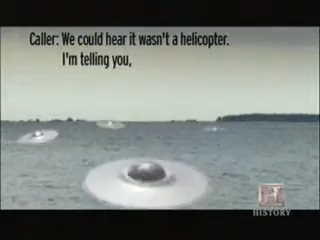 Caller: We could hear it wasn't a helicopter.
I'm telling you,
H
HISTORY